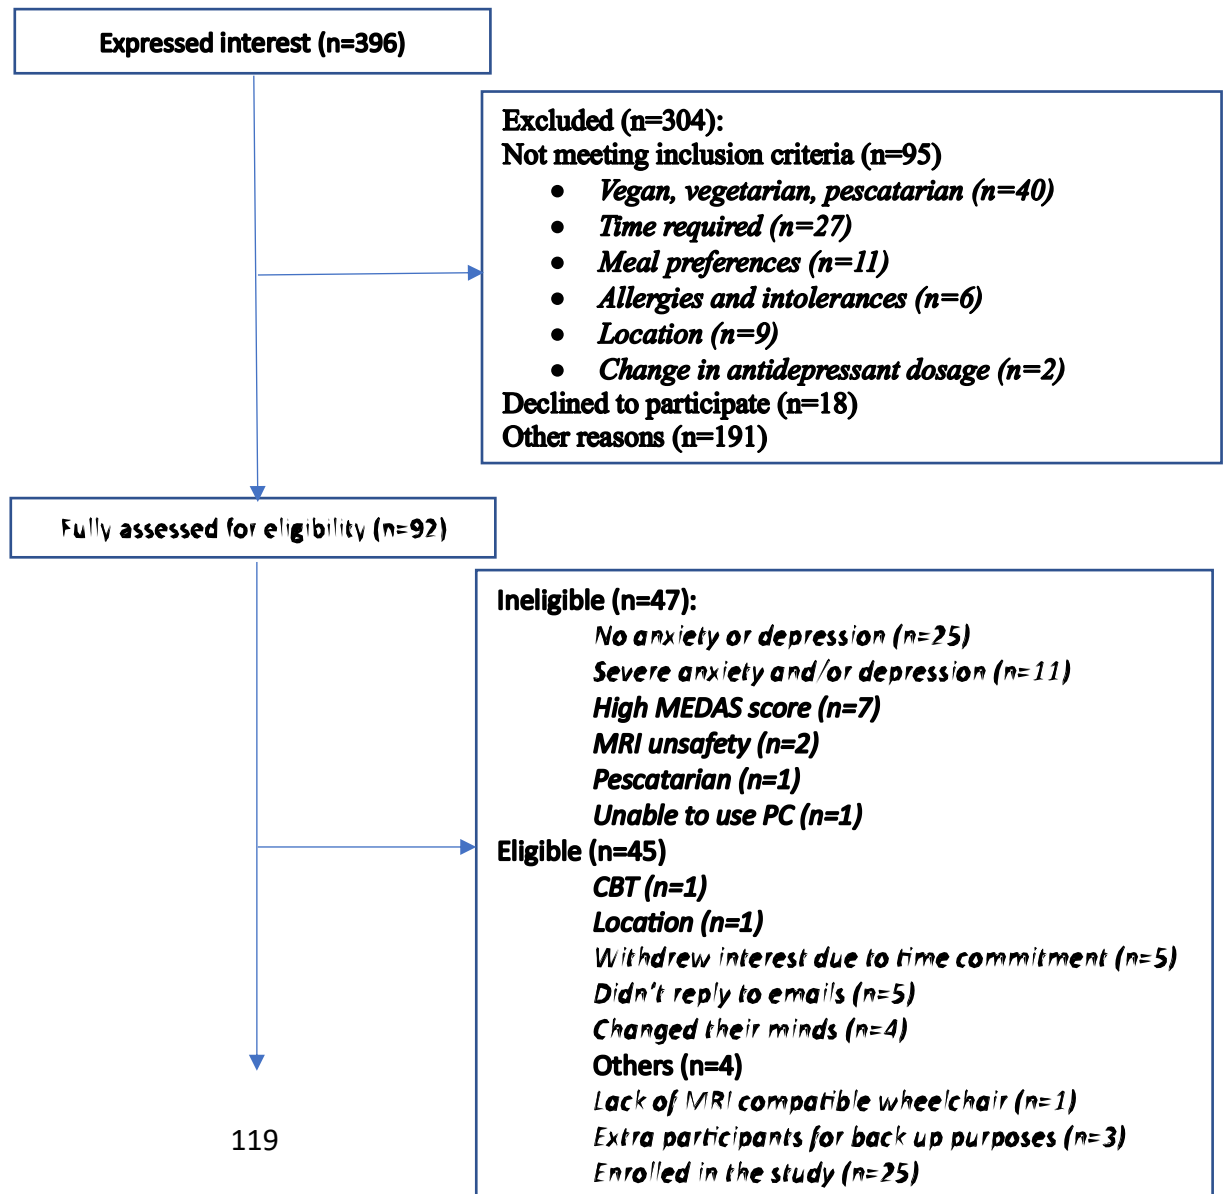 Expressed interest (n=396)
Excluded (n=304):
Not meeting inclusion criteria (n=95)
• Vegan, vegetarian, pescatarian (n=40)
• Time required (n=27)
• Meal preferences (n=11)
• Allergies and intolerances (n=6)
• Location (n=9)
• Change in antidepressant dosage (n=2)
Declined to participate (n=18)
Other reasons (n=191)
Fully assessed for eligibility (n=92)
Ineligible (n=47):
No anxiety or depression (n=25)
Severe anxiety and/or depression (n=11)
High MEDAS score (n=7)
MRI unsafety (n=2)
Pescatarian (n=1)
Unable to use PC (n=1)
Eligible (n=45)
CBT (n=1)
Location (n=1)
Withdrew interest due to time commitment (n=5)
Didn't reply to emails (n=5)
Changed their minds (n=4)
Others (n=4)
Lack of MRI compatible wheelchair (n=1)
Extra participants for back up purposes (n=3)
Enrolled in the study (n=25)
119